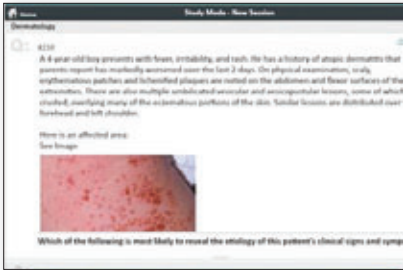 Home
Study Mode - New Session
Dermatology
Q:
A 4-year-old boy presents with fever, irritability, and rash. He has a history of atopic dermatitis that
parents report has markedly worsened over the last 2 days. On physical examination, scaly,
erythematous patches and lichenified plaques are noted on the abdomen and flexor surfaces of the
extremities. There are also multiple umbilicated vesicular and vesicopustular lesions, some of which
crusted, overlying many of the eczematous portions of the skin. Similar lesions are distributed over
forehead and left shoulder.
Here is an affected area:
See Image
Which of the following is most likely to reveal the etiology of this patient's clinical signs and symp